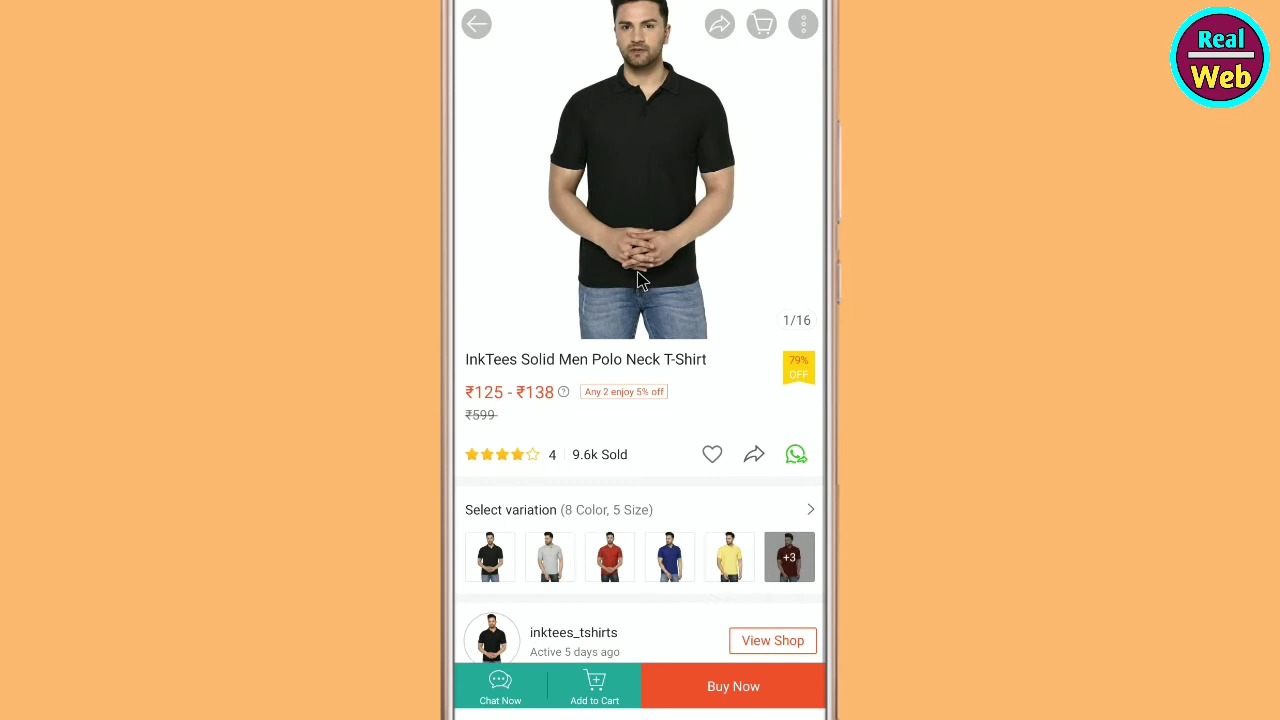 Real
Web
1/16
InkTees Solid Men Polo Neck T-Shirt
79%
OFF
₹125 - ₹138 ? Any 2 enjoy 5% off
₹599
4 9.6k Sold
Select variation (8 Color, 5 Size)
+3
inktees_tshirts
View Shop
Active 5 days ago
Chat Now
Add to Cart
Buy Now